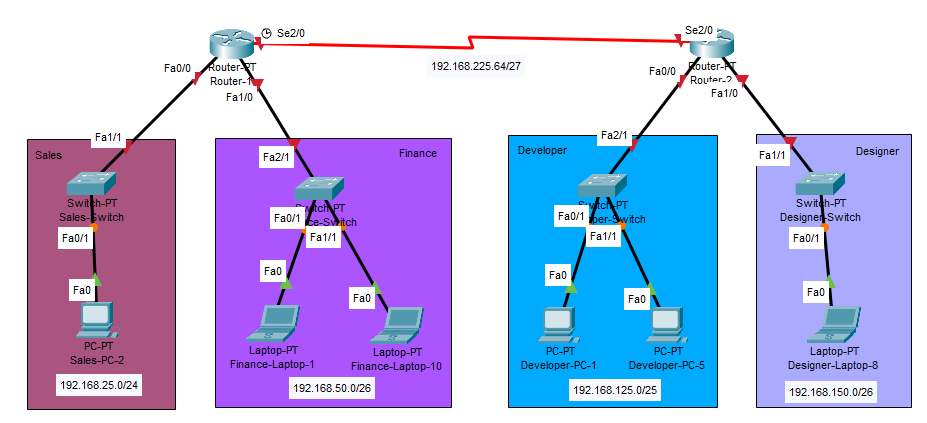 Se2/0
Se2/0
Router-PT
Router-1
Router-PT
Router-2
192.168.225.64/27
Fa0/0
Fa1/0
Fa0/0
Fa1/0
Fa1/1
Fa2/1
Fa2/1
Fa1/1
Sales
Finance
Developer
Designer
Switch-PT
Sales-Switch
Switch-PT
ce-Switch
Switch-PT
per-Switch
Switch-PT
Designer-Switch
Fa0/1
Fa0/1
Fa1/1
Fa0/1
Fa1/1
Fa0/1
Fa0
Fa0
Fa0
Fa0
Fa0
Fa0
PC-PT
Sales-PC-2
Laptop-PT
Finance-Laptop-1
Laptop-PT
Finance-Laptop-10
PC-PT
Developer-PC-1
PC-PT
Developer-PC-5
Laptop-PT
Designer-Laptop-8
192.168.25.0/24
192.168.50.0/26
192.168.125.0/25
192.168.150.0/26